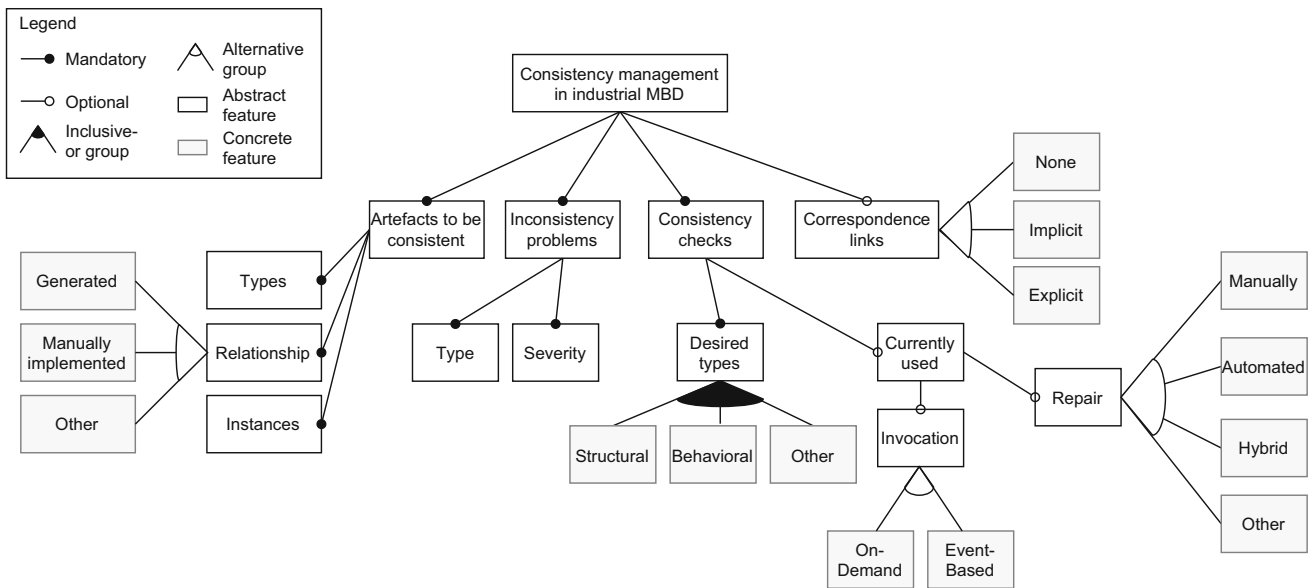 Legend
Mandatory
Optional
Inclusive-
or group
Alternative
group
Abstract
feature
Concrete
feature
Consistency management
in industrial MBD
Artefacts to be
consistent
Inconsistency
problems
Consistency
checks
Correspondence
links
None
Implicit
Explicit
Generated
Manually
implemented
Other
Types
Relationship
Instances
Type
Severity
Desired
types
Structural
Behavioral
Other
Currently
used
Invocation
On-
Demand
Event-
Based
Repair
Manually
Automated
Hybrid
Other